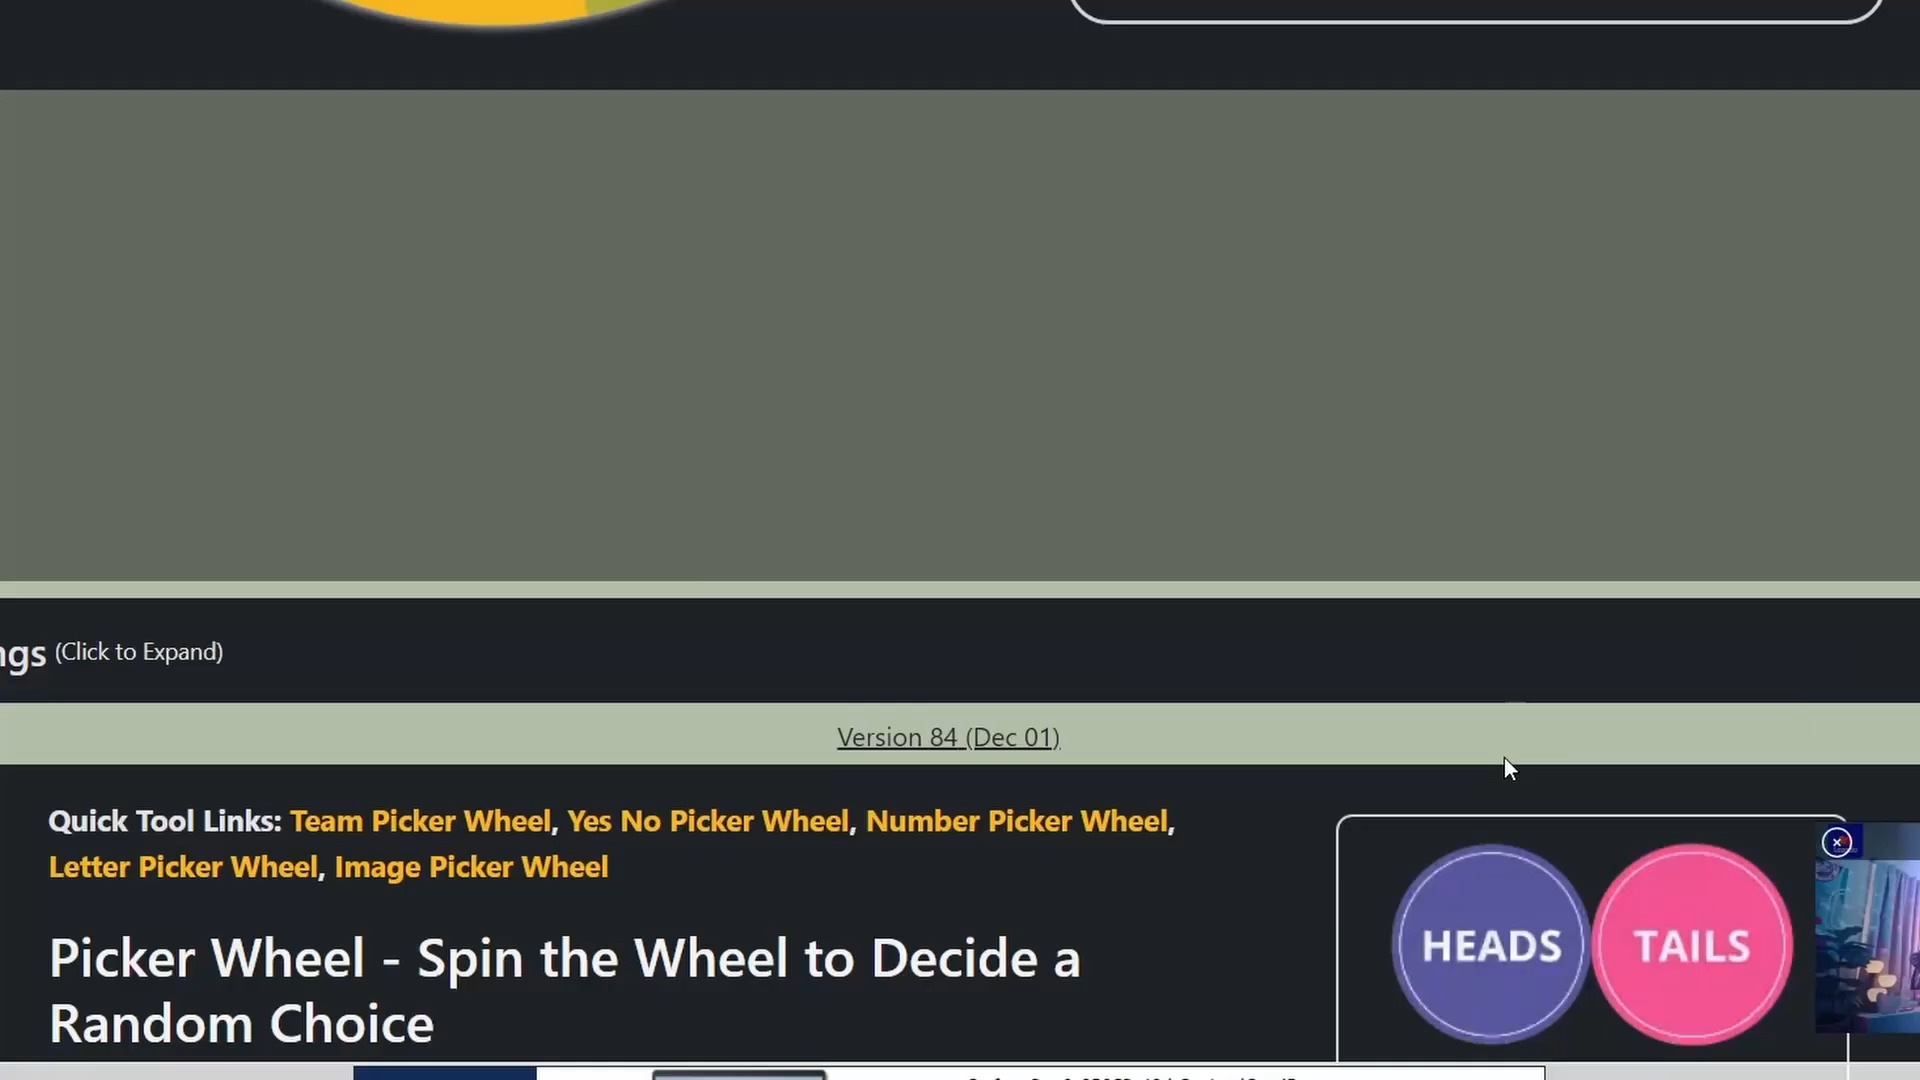 ngs (Click to Expand)
Version 84 (Dec 01)
Quick Tool Links: Team Picker Wheel, Yes No Picker Wheel, Number Picker Wheel,
Letter Picker Wheel, Image Picker Wheel
Picker Wheel - Spin the Wheel to Decide a
Random Choice
HEADS TAILS